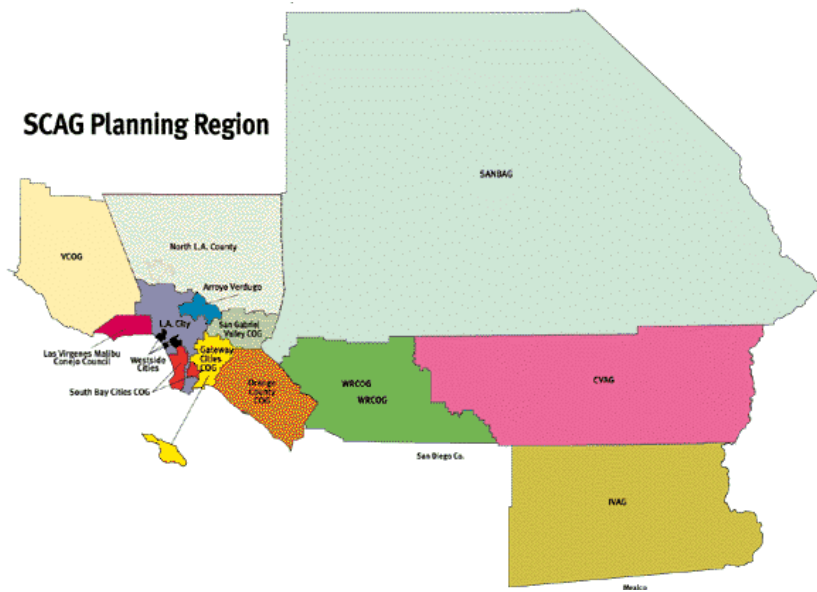 SCAG Planning Region
SANBAG
North L.A. County
VCOG
Arroyo Verdugo
L.A. City
San Gabriel
Valley COG
Las Virgenes Malibu
Conejo Council
Westside
Cities
Gateway
Cities
COG
South Bay Cities COG
Orange
County
COG
WRCOG
WRCOG
CVAG
San Diego Co.
IVAG
Mexico